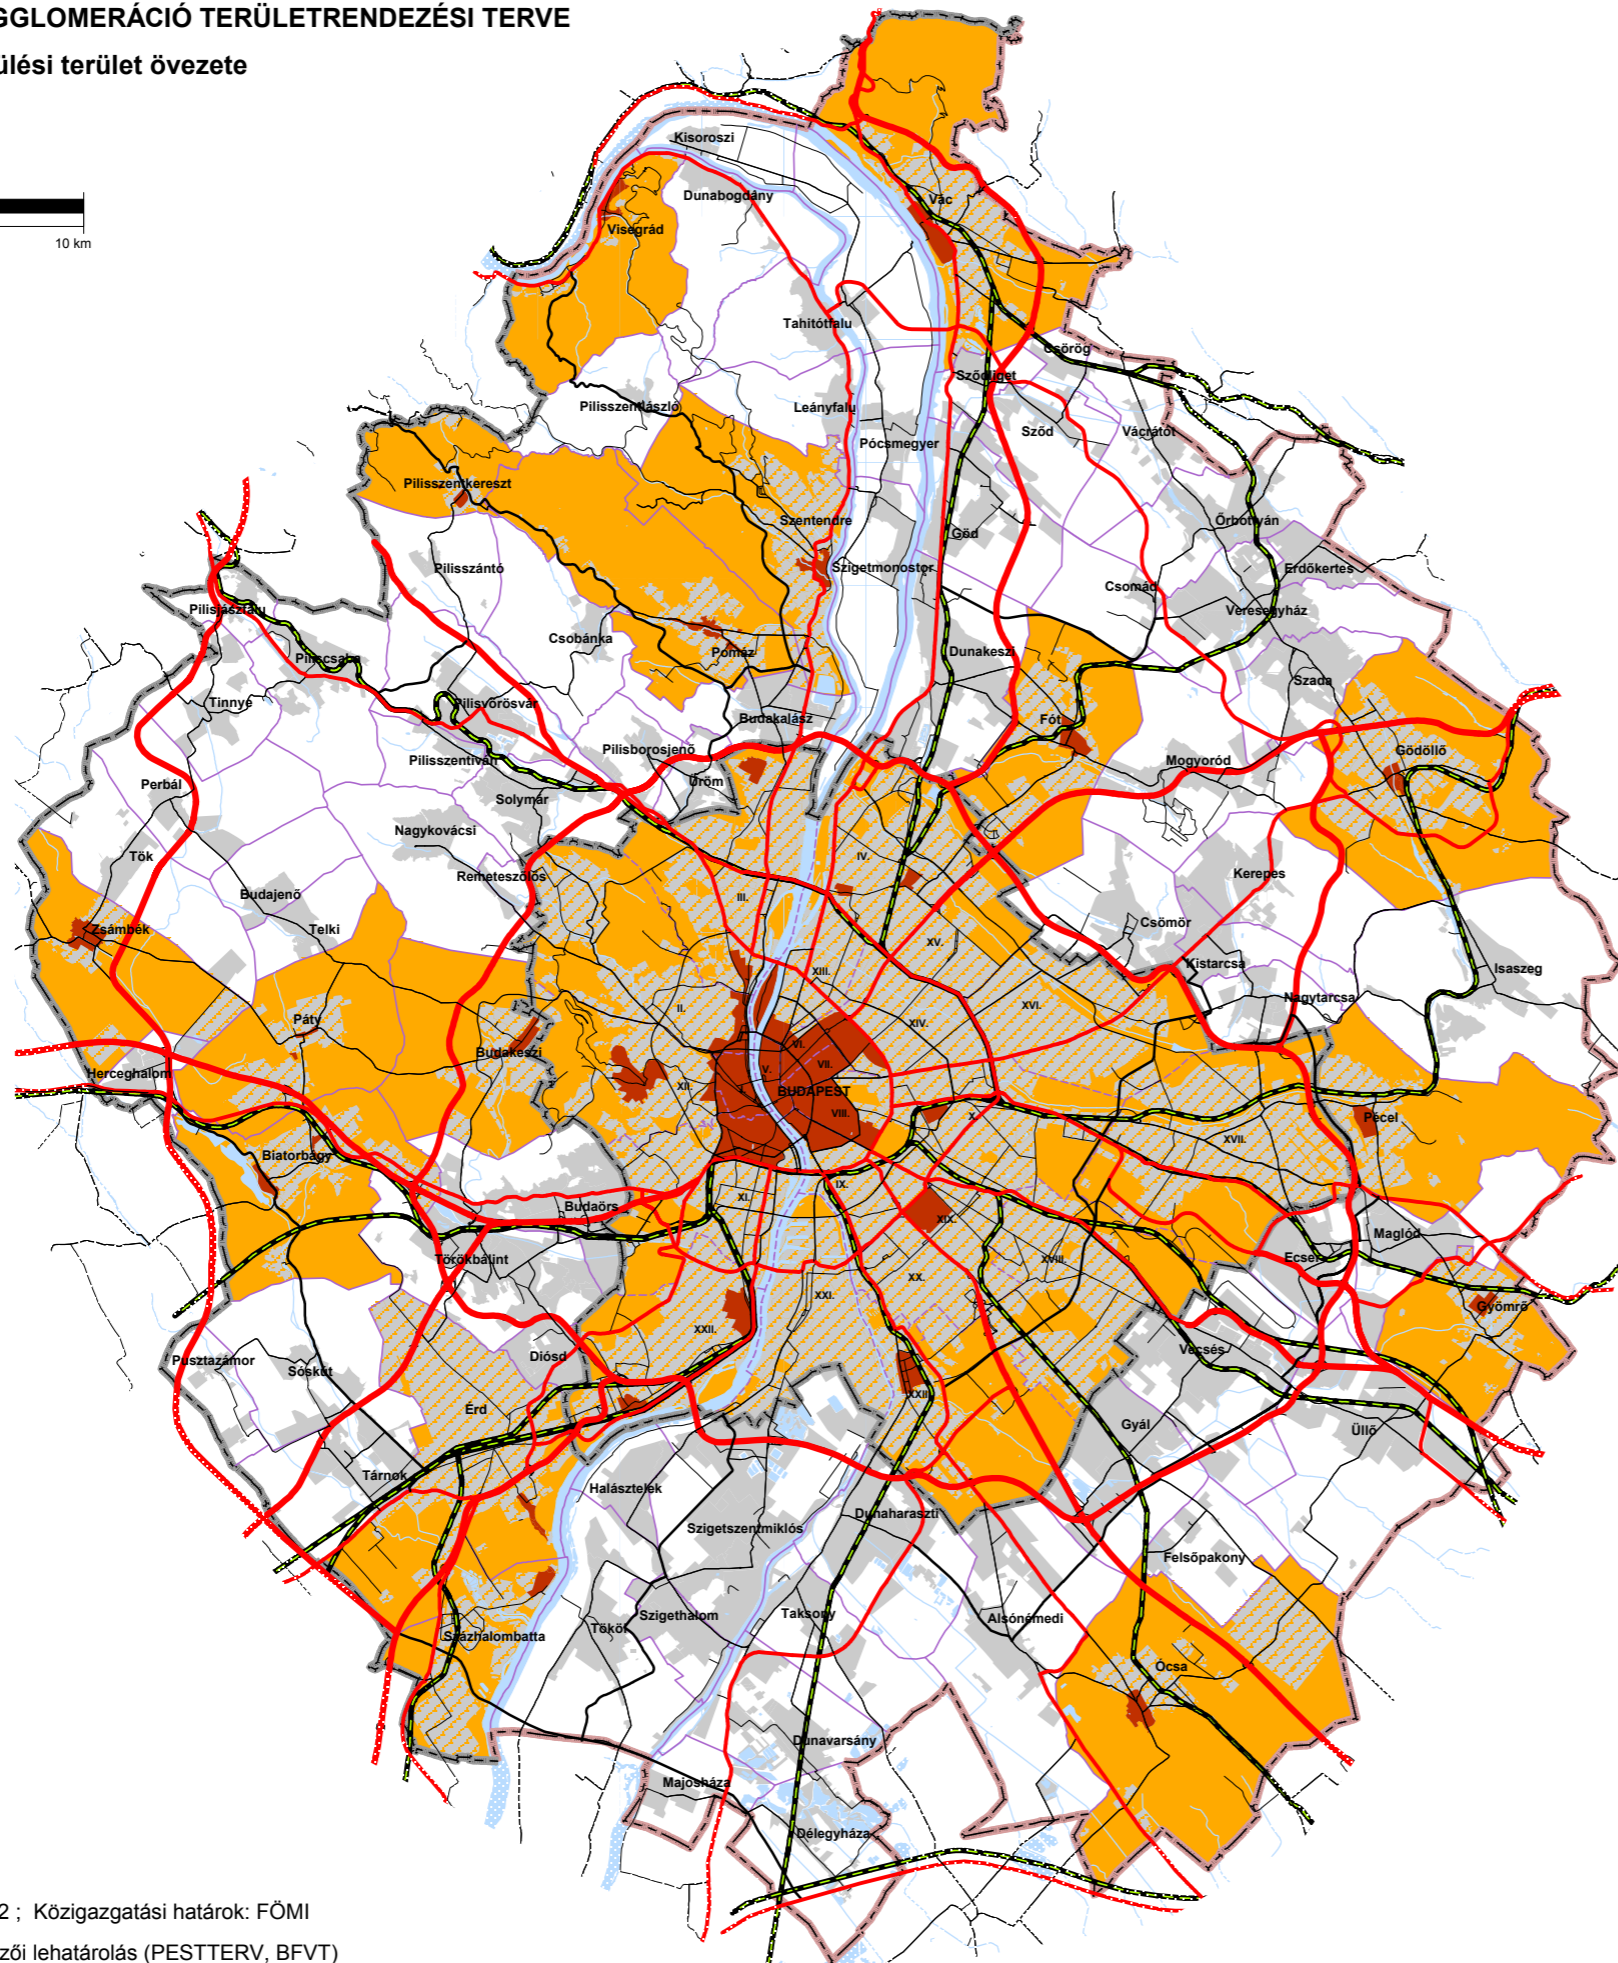 GGLOMERÁCIÓ TERÜLETRENDEZÉSI TERVE
ülési terület övezete
10 km
Kisoroszi
Dunabogdány
Vác
Visegrád
Tahitótfalu
Csörög
Sződliget
Pilisszentlászló
Leányfalu
Sződ
Vácrátót
Pócsmegyer
Pilisszentkereszt
Szentendre
Őrbottyán
Göd
Szigetmonostor
Pilisszántó
Erdőkertes
Csomád
Pilisjászfalu
Veresegyház
Csobánka
Pomáz
Dunakeszi
Piliscsaba
Szada
Tinnye
Pilisvörösvár
Budakalász
Fót
Pilisborosjenő
Gödöllő
Pilisszentiván
Mogyoród
Perbál
Üröm
Solymár
Nagykovácsi
Tök
IV.
Remeteszőlős
Kerepes
Budajenő
III.
Zsámbék
Telki
Csömör
XV.
Kistarcsa
Isaszeg
XIII.
Nagytarcsa
II.
XVI.
Páty
XIV.
VI.
Budakeszi
VII.
V.
Herceghalom
XII.
BUDAPEST
I.
VIII.
X.
Pécel
XVII.
Biatorbágy
IX.
XI.
Budaörs
XIX.
Maglód
Törökbálint
XVIII.
Ecser
XX.
XXI.
Gyömrő
XXII.
Vecsés
Diósd
Pusztazámor
Sóskút
XXIII.
Érd
Gyál
Üllő
Tárnok
Halásztelek
Dunaharaszti
Szigetszentmiklós
Felsőpakony
Szigethalom
Taksony
Alsónémedi
Tököl
Százhalombatta
Ócsa
Dunavarsány
Majosháza
Délegyháza
2 ; Közigazgatási határok: FÖMI
zői lehatárolás (PESTTERV, BFVT)